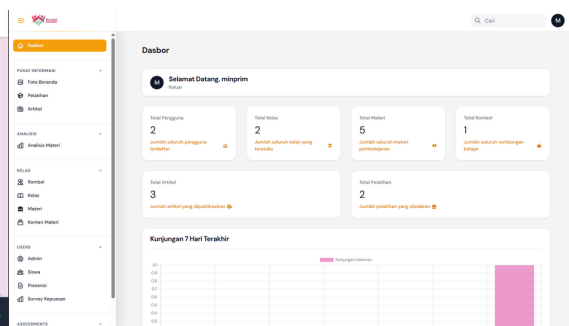 Cari
M
Dasbor
PUSAT INFORMASI
Foto Beranda
Pelatihan
Artikel
ANALISIS
Analisis Materi
KELAS
Rombel
Kelas
Materi
Konten Materi
USERS
Admin
Siswa
Presensi
Survey Kepuasan
ASSESSMENTS
Dasbor
M
Selamat Datang, minprim
Keluar
Total Pengguna
2
Jumlah seluruh pengguna
terdaftar
Total Kelas
2
Jumlah seluruh kelas yang
tersedia
Total Materi
5
Jumlah seluruh materi
pembelajaran
Total Rombel
1
Jumlah seluruh rombongan
belajar
Total Artikel
3
Jumlah artikel yang dipublikasikan
Total Pelatihan
2
Jumlah pelatihan yang diadakan
Kunjungan 7 Hari Terakhir
Kunjungan Halaman
1.0
0.9
0.8
0.7
0.6
0.5
0.4
0.3